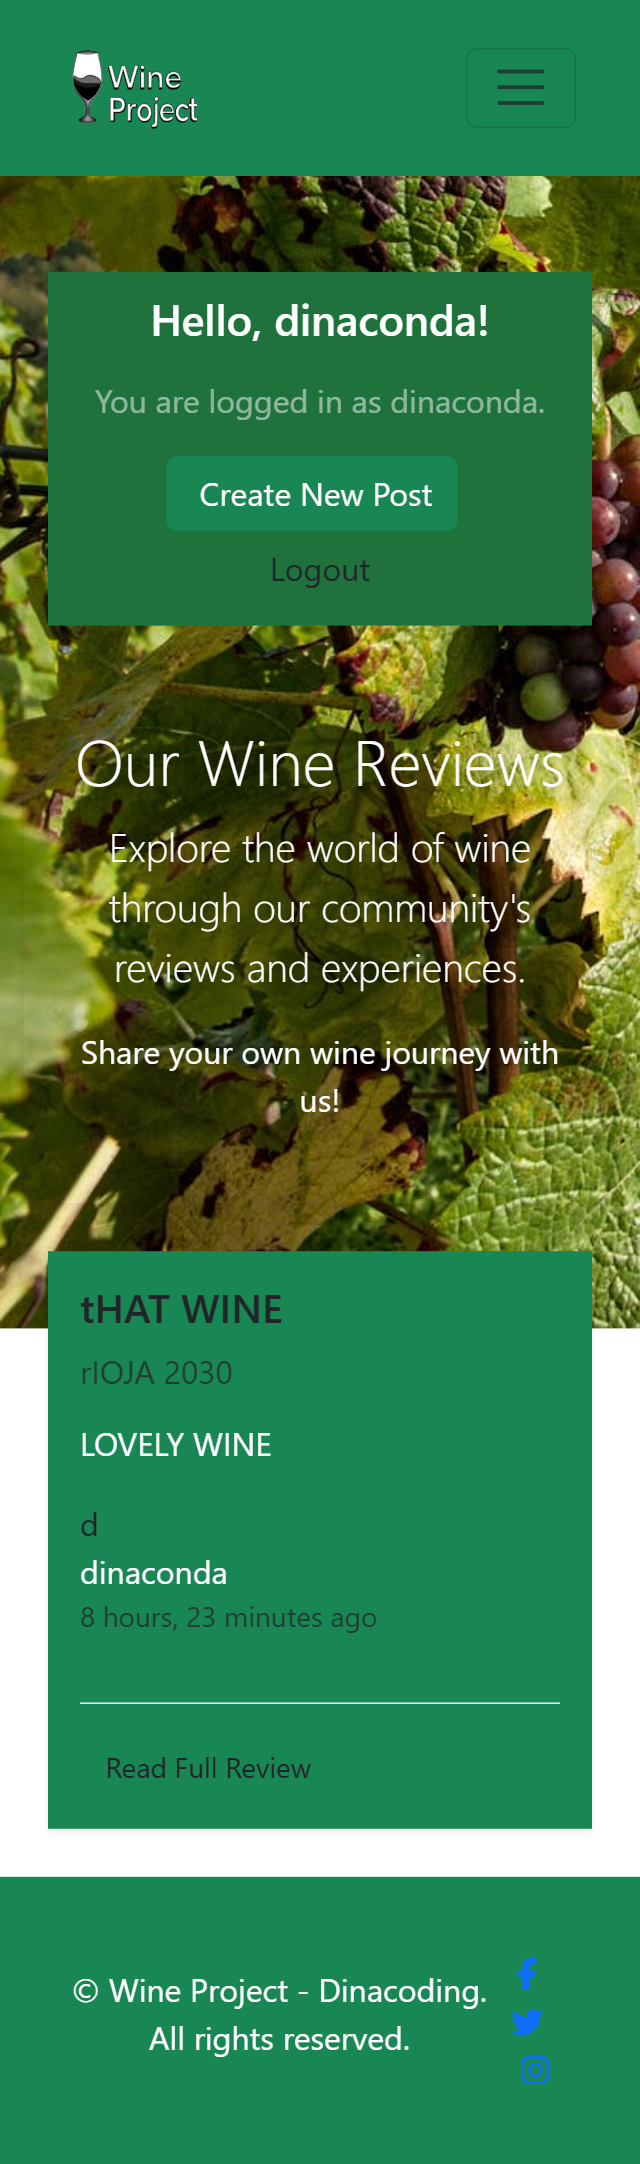 Wine
Project
Hello, dinaconda!
You are logged in as dinaconda.
Create New Post
Logout
Our Wine Reviews
Explore the world of wine
through our community's
reviews and experiences.
Share your own wine journey with
us!
tHAT WINE
rIOJA 2030
LOVELY WINE
d
dinaconda
8 hours, 23 minutes ago
Read Full Review
© Wine Project - Dinacoding.
All rights reserved.